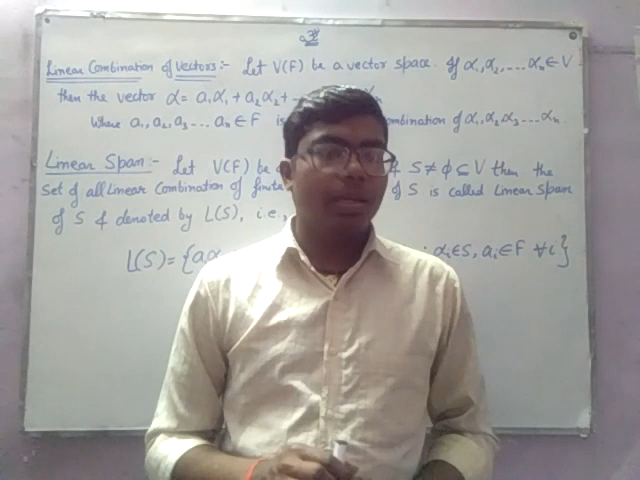 Linear Combination of Vectors:- Let V(F) be a vector space. If α₁, α₂, .... αₙ ∈ V
then the vector α = a₁α₁ + a₂α₂ + αₙ
Where a₁, a₂, a₃ ... aₙ ∈ F is combination of α₁, α₂, α₃ ... αₙ.
Linear Span:- Let V(F) be & S ≠ ϕ ⊆ V then the
set of all linear combination of finite of S is called Linear span
of S & denoted by L(S), i.e.,
L(S) = {a₁α : αᵢ ∈ S, aᵢ ∈ F ∀ i}